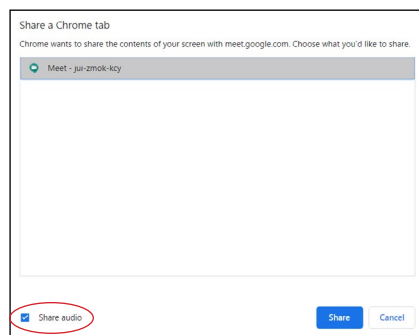 Share a Chrome tab
Chrome wants to share the contents of your screen with meet.google.com. Choose what you'd like to share.
Meet - jui-zmok-kcy
Share audio
Share
Cancel